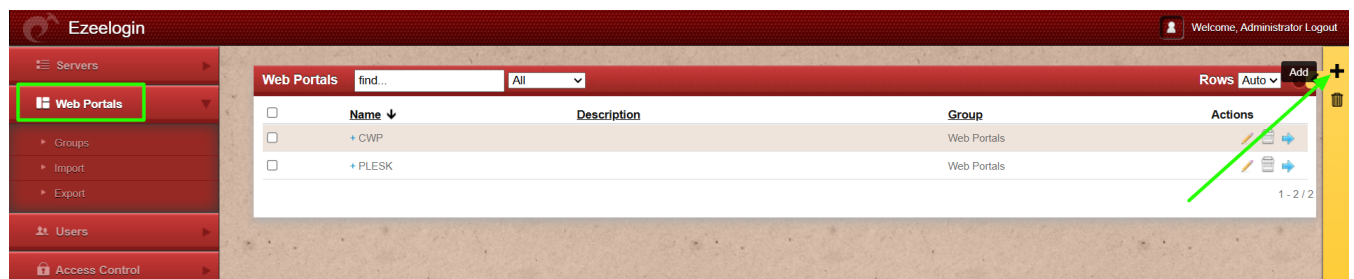 Ezeelogin
Welcome, Administrator Logout
Servers
Web Portals
Groups
Import
Export
Users
Access Control
Web Portals find... All Rows Auto Add
Name Description Group Actions
+ CWP Web Portals
+ PLESK Web Portals
1 - 2 / 2